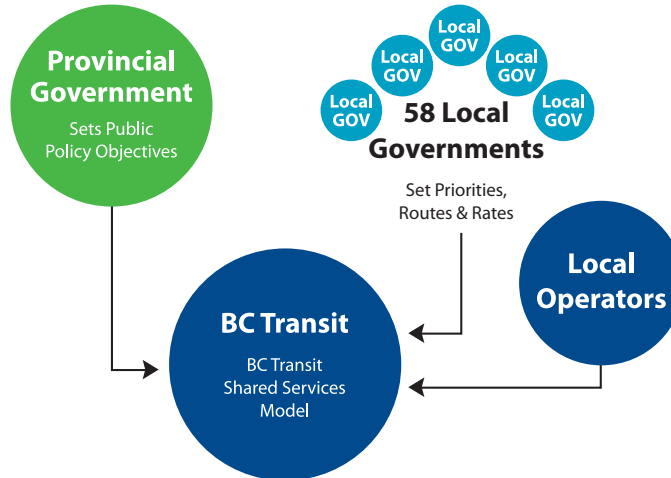 Provincial
Government
Sets Public
Policy Objectives
Local
GOV
Local
GOV
Local
GOV
Local
GOV
Local
GOV
58 Local
Governments
Set Priorities,
Routes & Rates
Local
Operators
BC Transit
BC Transit
Shared Services
Model